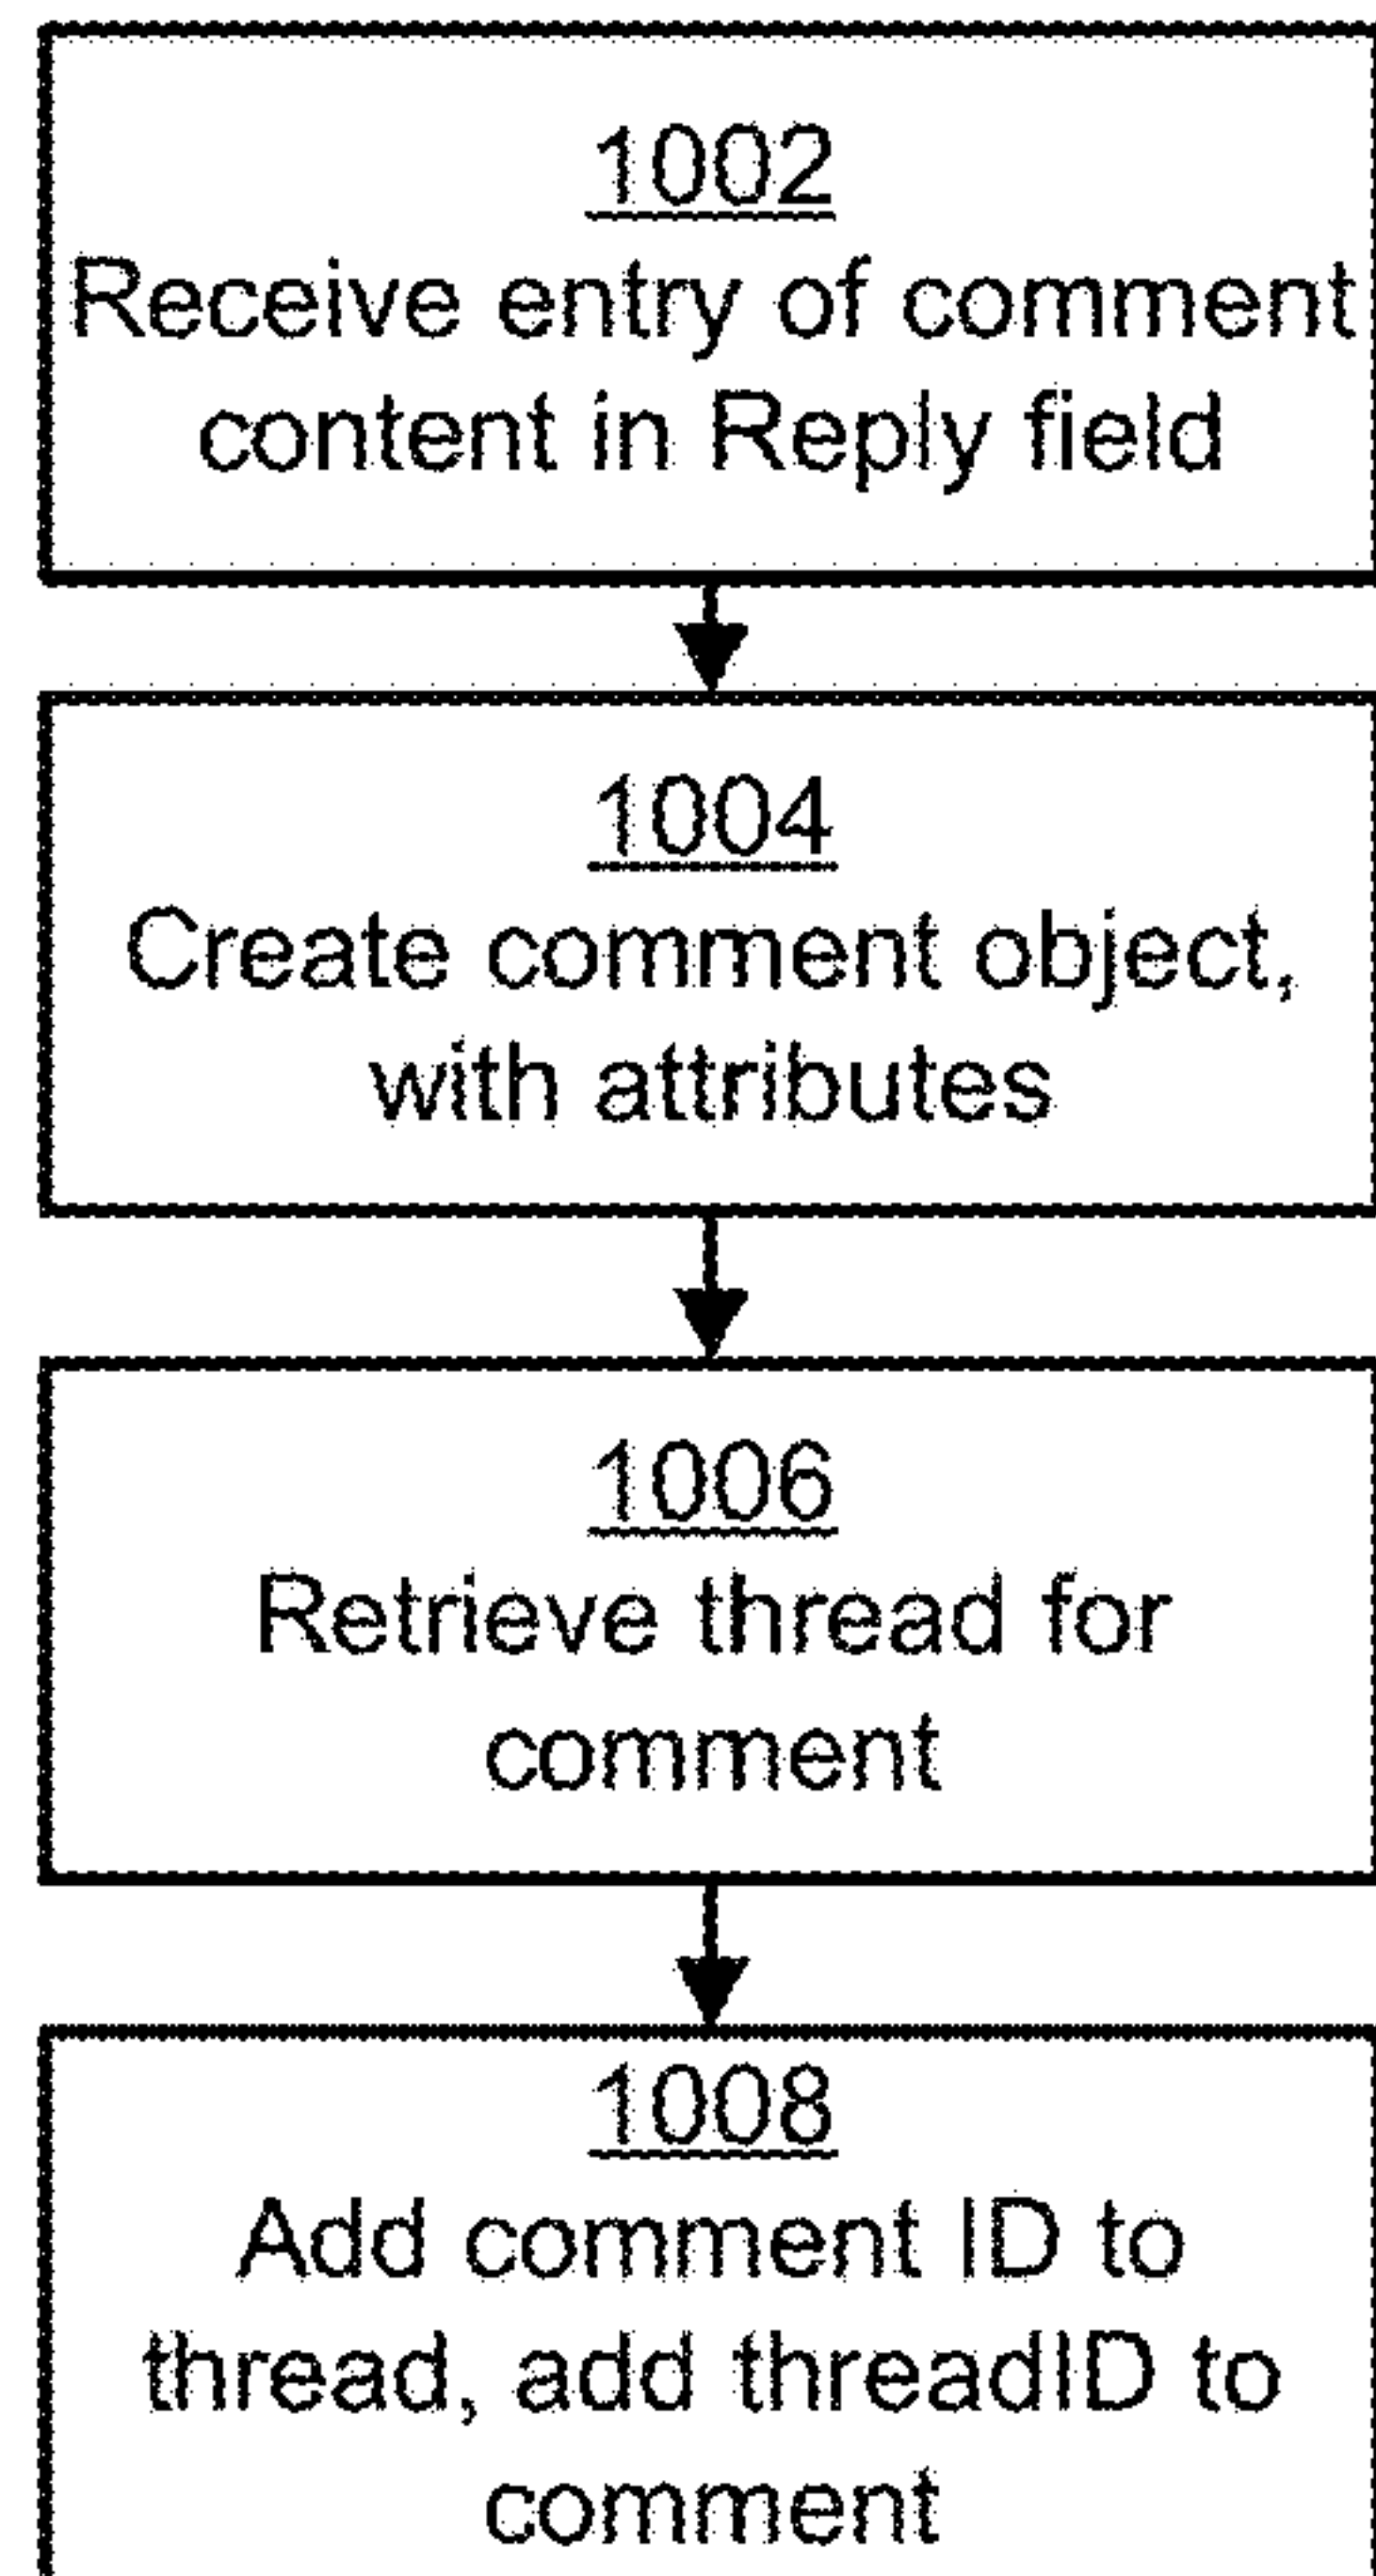 1002
Receive entry of comment
content in Reply field
1004
Create comment object,
with attributes
1006
Retrieve thread for
comment
1008
Add comment ID to
thread, add threadID to
comment